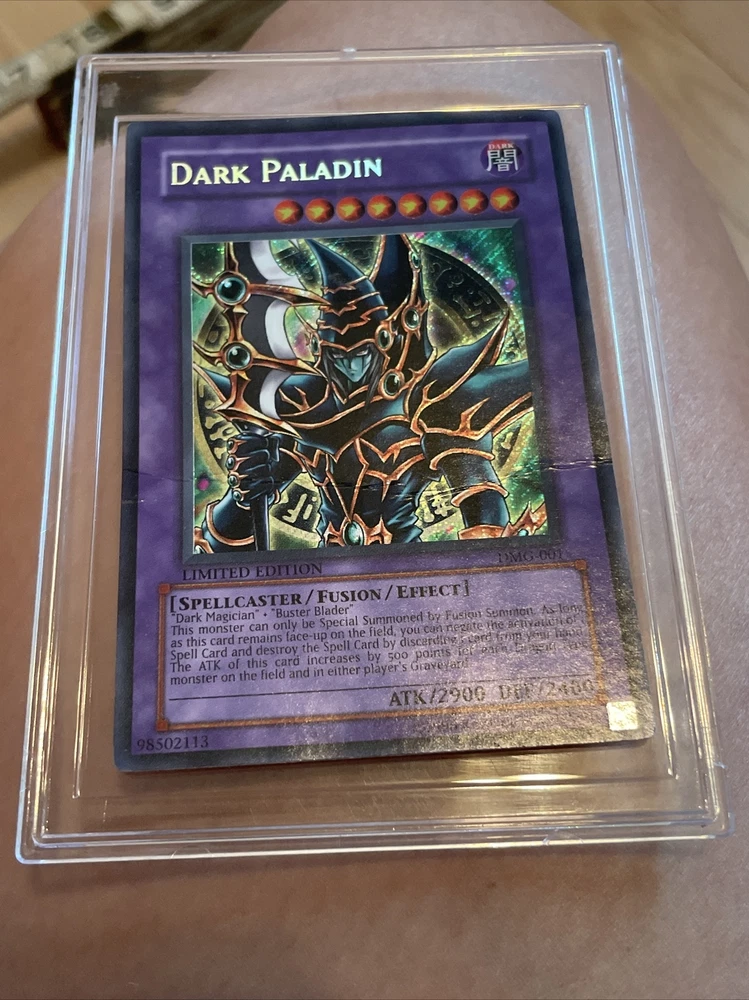 DARK PALADIN
DARK
闇
LIMITED EDITION
DMG-001
[SPELLCASTER/FUSION/EFFECT]
"Dark Magician" • "Buster Blader"
This monster can only be Special Summoned by Fusion Summon. As long
as this card remains face-up on the field, you can negate the activation of
Spell Card and destroy the Spell Card by discarding 1 card from your hand.
The ATK of this card increases by 500 points for each
monster on the field and in either player's Graveyard.
ATK/2900 DEF/2400
98502113